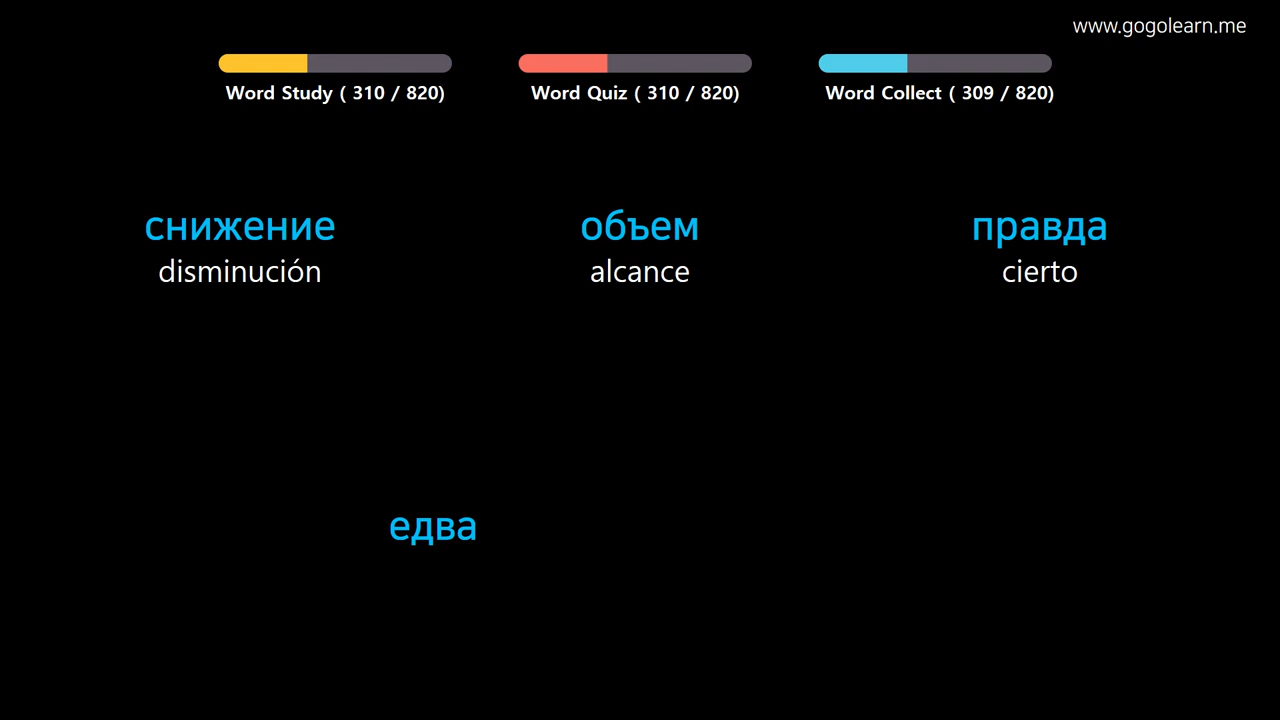 www.gogolearn.me
Word Study ( 310 / 820)
Word Quiz ( 310 / 820)
Word Collect ( 309 / 820)
снижение
disminución
объем
alcance
правда
cierto
едва